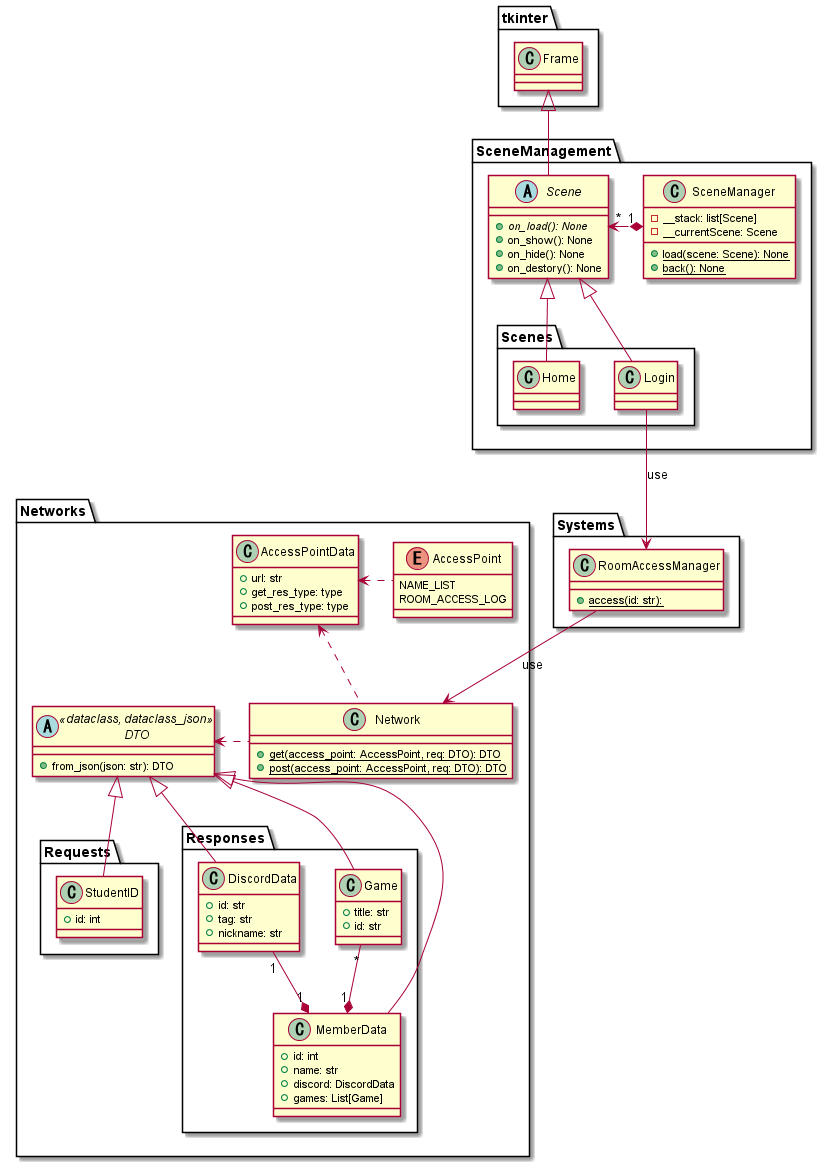 tkinter
C Frame
SceneManagement
A Scene
on_load(): None
on_show(): None
on_hide(): None
on_destory(): None
* 1
C SceneManager
__stack: list[Scene]
__currentScene: Scene
load(scene: Scene): None
back(): None
Scenes
C Home
C Login
use
Systems
C RoomAccessManager
access(id: str):
use
Networks
C AccessPointData
url: str
get_res_type: type
post_res_type: type
E AccessPoint
NAME_LIST
ROOM_ACCESS_LOG
A «dataclass, dataclass_json»
DTO
from_json(json: str): DTO
C Network
get(access_point: AccessPoint, req: DTO): DTO
post(access_point: AccessPoint, req: DTO): DTO
Requests
C StudentID
id: int
Responses
C DiscordData
id: str
tag: str
nickname: str
C Game
title: str
id: str
1
*
1
1
C MemberData
id: int
name: str
discord: DiscordData
games: List[Game]